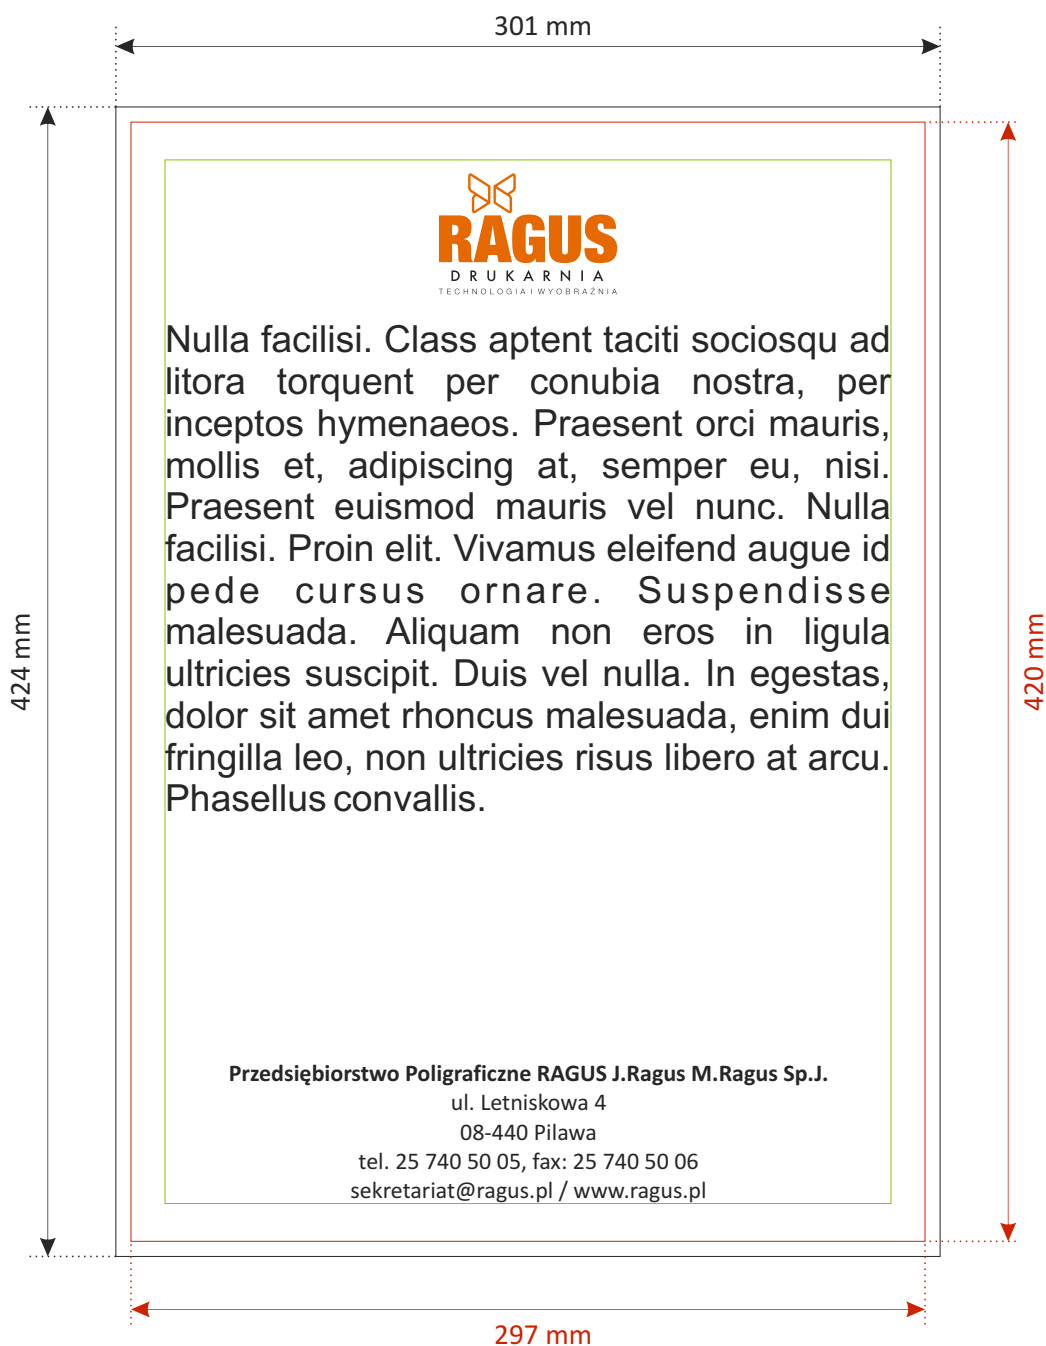 301 mm
RAGUS
DRUKARNIA
TECHNOLOGIA I WYOBRAŹNIA
Nulla facilisi. Class aptent taciti sociosqu ad
litora torquent per conubia nostra, per
inceptos hymenaeos. Praesent orci mauris,
mollis et, adipiscing at, semper eu, nisi.
Praesent euismod mauris vel nunc. Nulla
facilisi. Proin elit. Vivamus eleifend augue id
pede cursus ornare. Suspendisse
malesuada. Aliquam non eros in ligula
ultricies suscipit. Duis vel nulla. In egestas,
dolor sit amet rhoncus malesuada, enim dui
fringilla leo, non ultricies risus libero at arcu.
Phasellus convallis.
424 mm
420 mm
Przedsiębiorstwo Poligraficzne RAGUS J.Ragus M.Ragus Sp.J.
ul. Letniskowa 4
08-440 Pilawa
tel. 25 740 50 05, fax: 25 740 50 06
sekretariat@ragus.pl / www.ragus.pl
297 mm